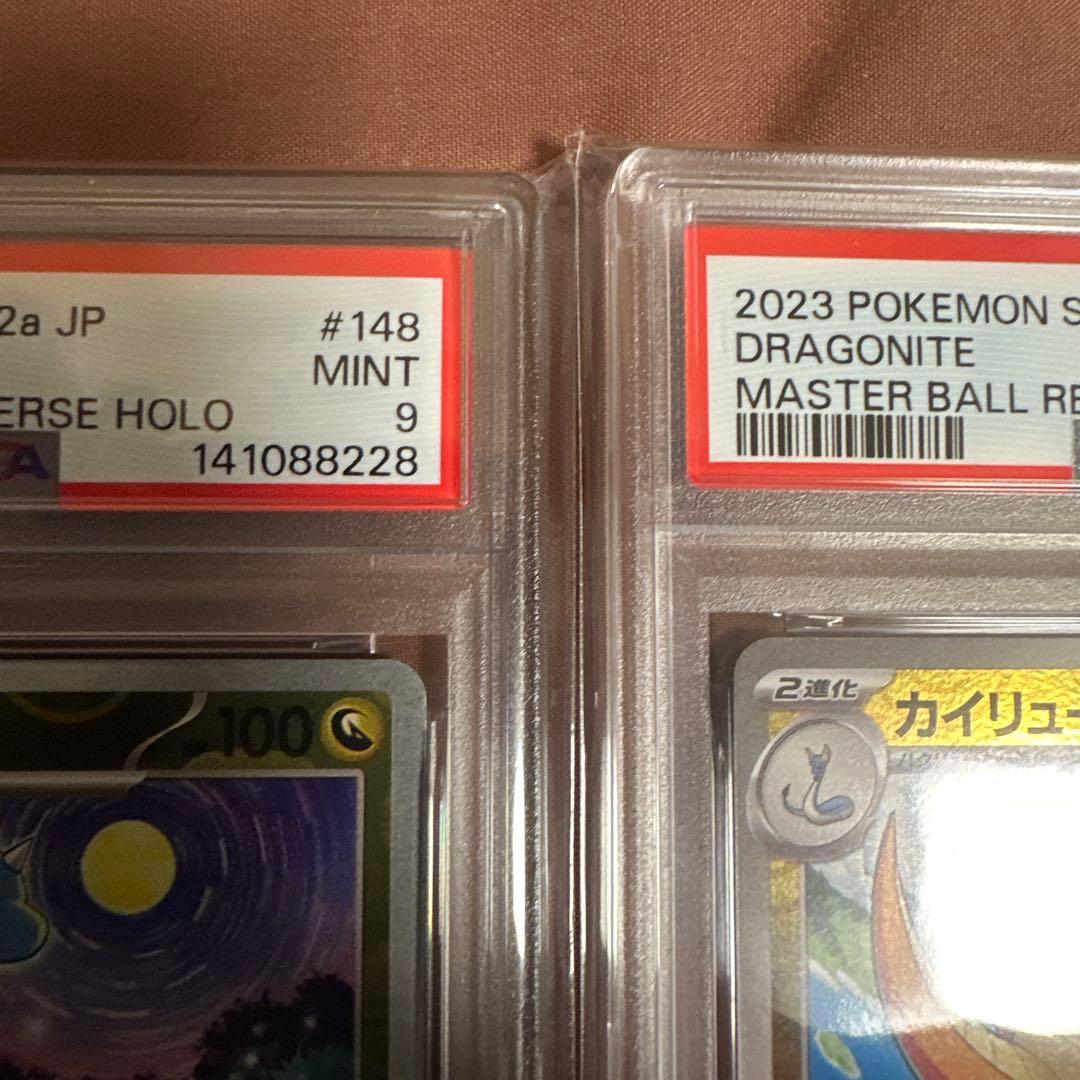 2a JP
#148
MINT
ERSE HOLO
9
141088228
2023 POKEMON S
DRAGONITE
MASTER BALL RE
100
2進化
カイリュー